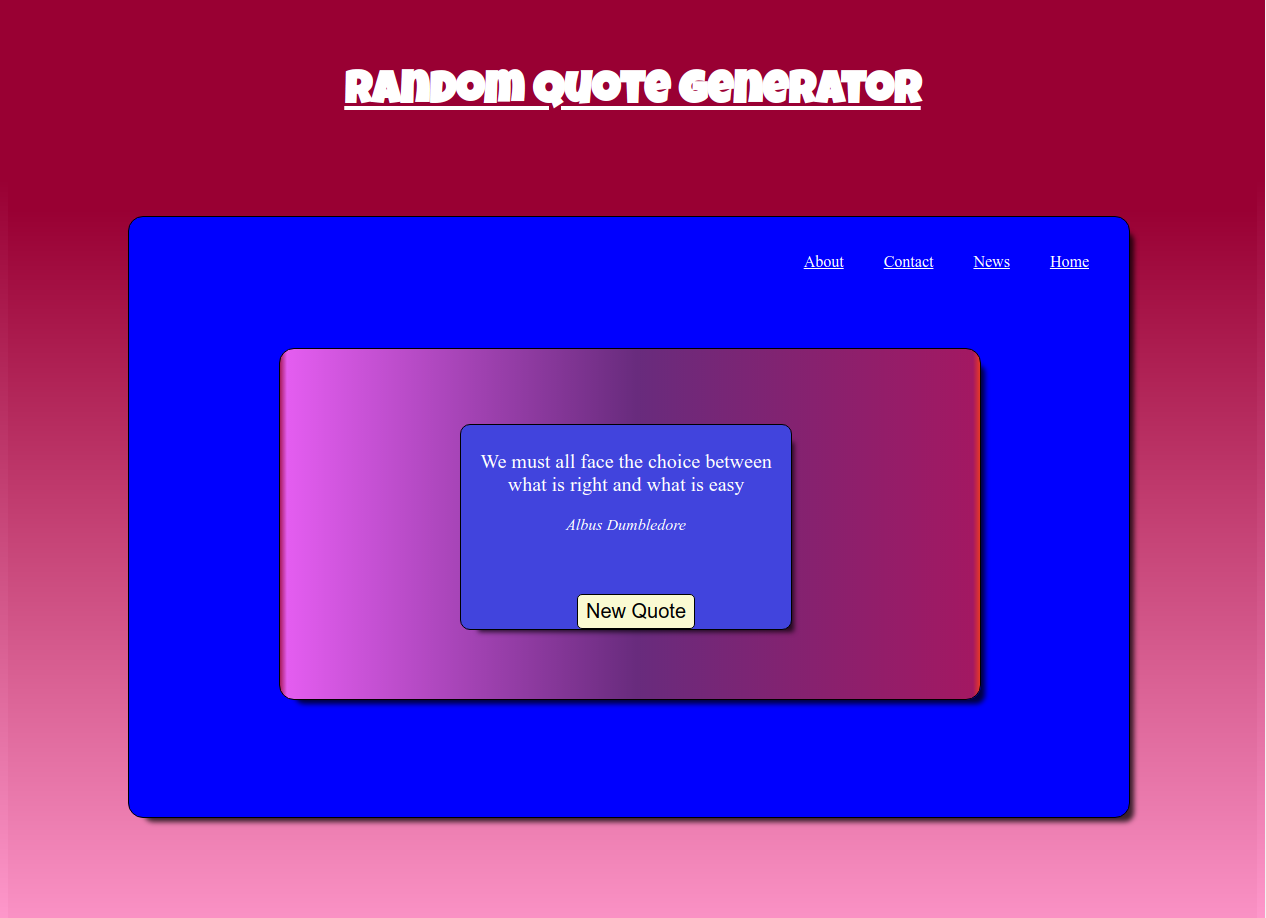 RANDOM QUOTE GENERATOR
About Contact News Home
We must all face the choice between
what is right and what is easy
Albus Dumbledore
New Quote